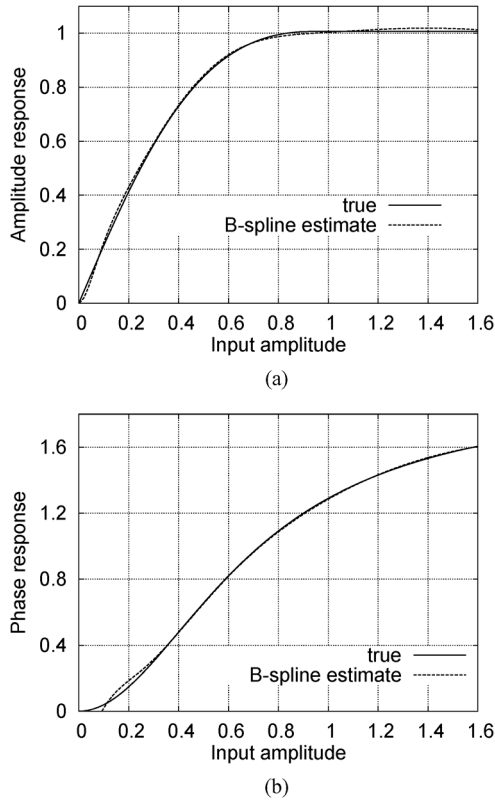 1
0.8
0.6
0.4
0.2
0
Amplitude response
true
B-spline estimate
0 0.2 0.4 0.6 0.8 1 1.2 1.4 1.6
Input amplitude
(a)
1.6
1.2
0.8
0.4
0
Phase response
true
B-spline estimate
0 0.2 0.4 0.6 0.8 1 1.2 1.4 1.6
Input amplitude
(b)